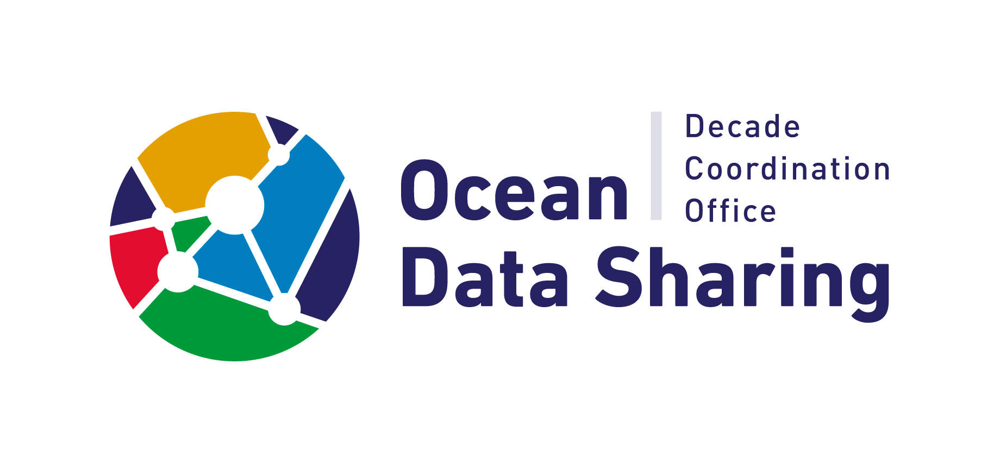 Ocean
Data Sharing
Decade
Coordination
Office